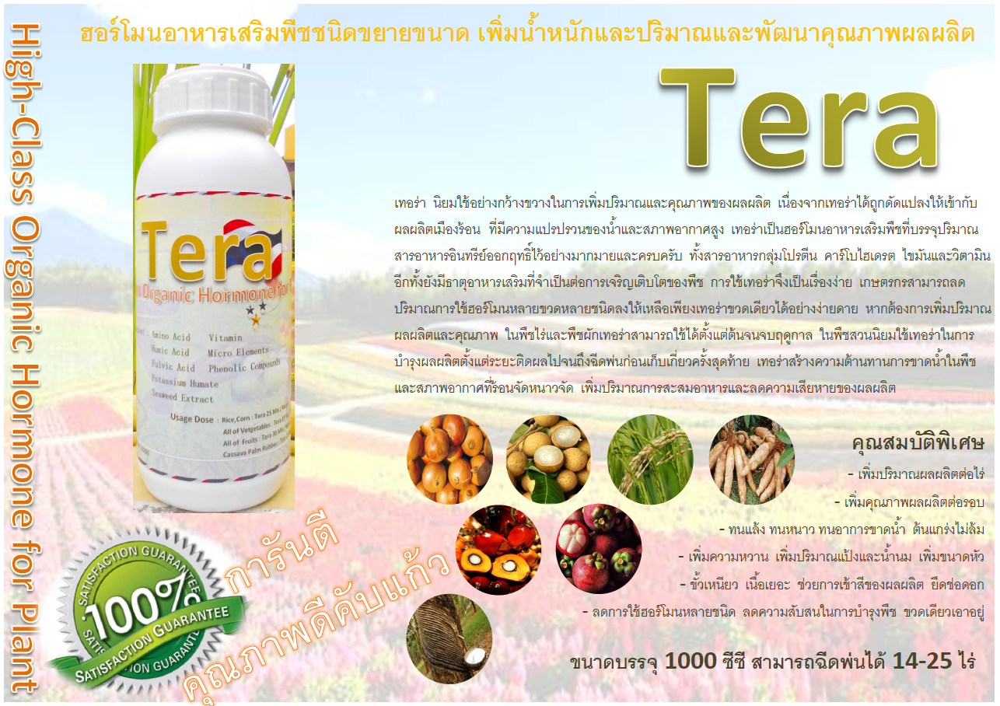 ฮอร์โมนอาหารเสริมพืชชนิดขยายขนาด เพิ่มน้ำหนักและปริมาณและพัฒนาคุณภาพผลผลิต
High-Class Organic Hormone for Plant
Tera
เทอร่า นิยมใช้อย่างกว้างขวางในการเพิ่มปริมาณและคุณภาพของผลผลิต เนื่องจากเทอร่าได้ถูกดัดแปลงให้เข้ากับ
ผลผลิตเมืองร้อน ที่มีความแปรปรวนของน้ำและสภาพอากาศสูง เทอร่าเป็นฮอร์โมนอาหารเสริมพืชที่บรรจุปริมาณ
สารอาหารอินทรีย์ออกฤทธิ์ไว้อย่างมากมายและครบครับ ทั้งสารอาหารกลุ่มโปรตีน คาร์โบไฮเดรต ไขมันและวิตามิน
อีกทั้งยังมีธาตุอาหารเสริมที่จำเป็นต่อการเจริญเติบโตของพืช การใช้เทอร่าจึงเป็นเรื่องง่าย เกษตรกรสามารถลด
ปริมาณการใช้ฮอร์โมนหลายขวดหลายชนิดลงให้เหลือเพียงเทอร่าขวดเดียวได้อย่างง่ายดาย หากต้องการเพิ่มปริมาณ
ผลผลิตและคุณภาพ ในพืชไร่และพืชผักเทอร่าสามารถใช้ได้ตั้งแต่ต้นจนจบฤดูกาล ในพืชสวนนิยมใช้เทอร่าในการ
บำรุงผลผลิตตั้งแต่ระยะติดผลไปจนถึงฉีดพ่นก่อนเก็บเกี่ยวครั้งสุดท้าย เทอร่าสร้างความต้านทานการขาดน้ำในพืช
และสภาพอากาศที่ร้อนจัดหนาวจัด เพิ่มปริมาณการสะสมอาหารและลดความเสียหายของผลผลิต
Tera
Organic Hormone for
Amino Acid Vitamin
Humic Acid Micro Elements
Fulvic Acid Phenolic Compounds
Potassium Humate
Seaweed Extract
Usage Dose : Rice,Corn : Tera 25 Mls /
All of Vetgetables : Tera
All of Fruits : Tera 30 Mls /
Cassava Palm Rubber :
คุณสมบัติพิเศษ
- เพิ่มปริมาณผลผลิตต่อไร่
- เพิ่มคุณภาพผลผลิตต่อรอบ
- ทนแล้ง ทนหนาว ทนอาการขาดน้ำ ต้นแกร่งไม่ล้ม
- เพิ่มความหวาน เพิ่มปริมาณแป้งและน้ำนม เพิ่มขนาดหัว
- ขั้วเหนียว เนื้อเยอะ ช่วยการเข้าสีของผลผลิต ยืดช่อดอก
- ลดการใช้ฮอร์โมนหลายชนิด ลดความสับสนในการบำรุงพืช ขวดเดียวเอาอยู่
ขนาดบรรจุ 1000 ซีซี สามารถฉีดพ่นได้ 14-25 ไร่
SATISFACTION GUARANTEE
100%
SATISFACTION GUARANTEE
การันตี
คุณภาพดีคับแก้ว